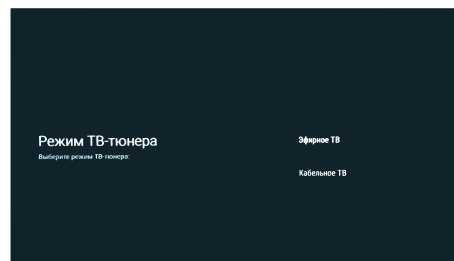 Режим ТВ-тюнера
Выберите режим ТВ-тюнера:
Эфирное ТВ
Кабельное ТВ